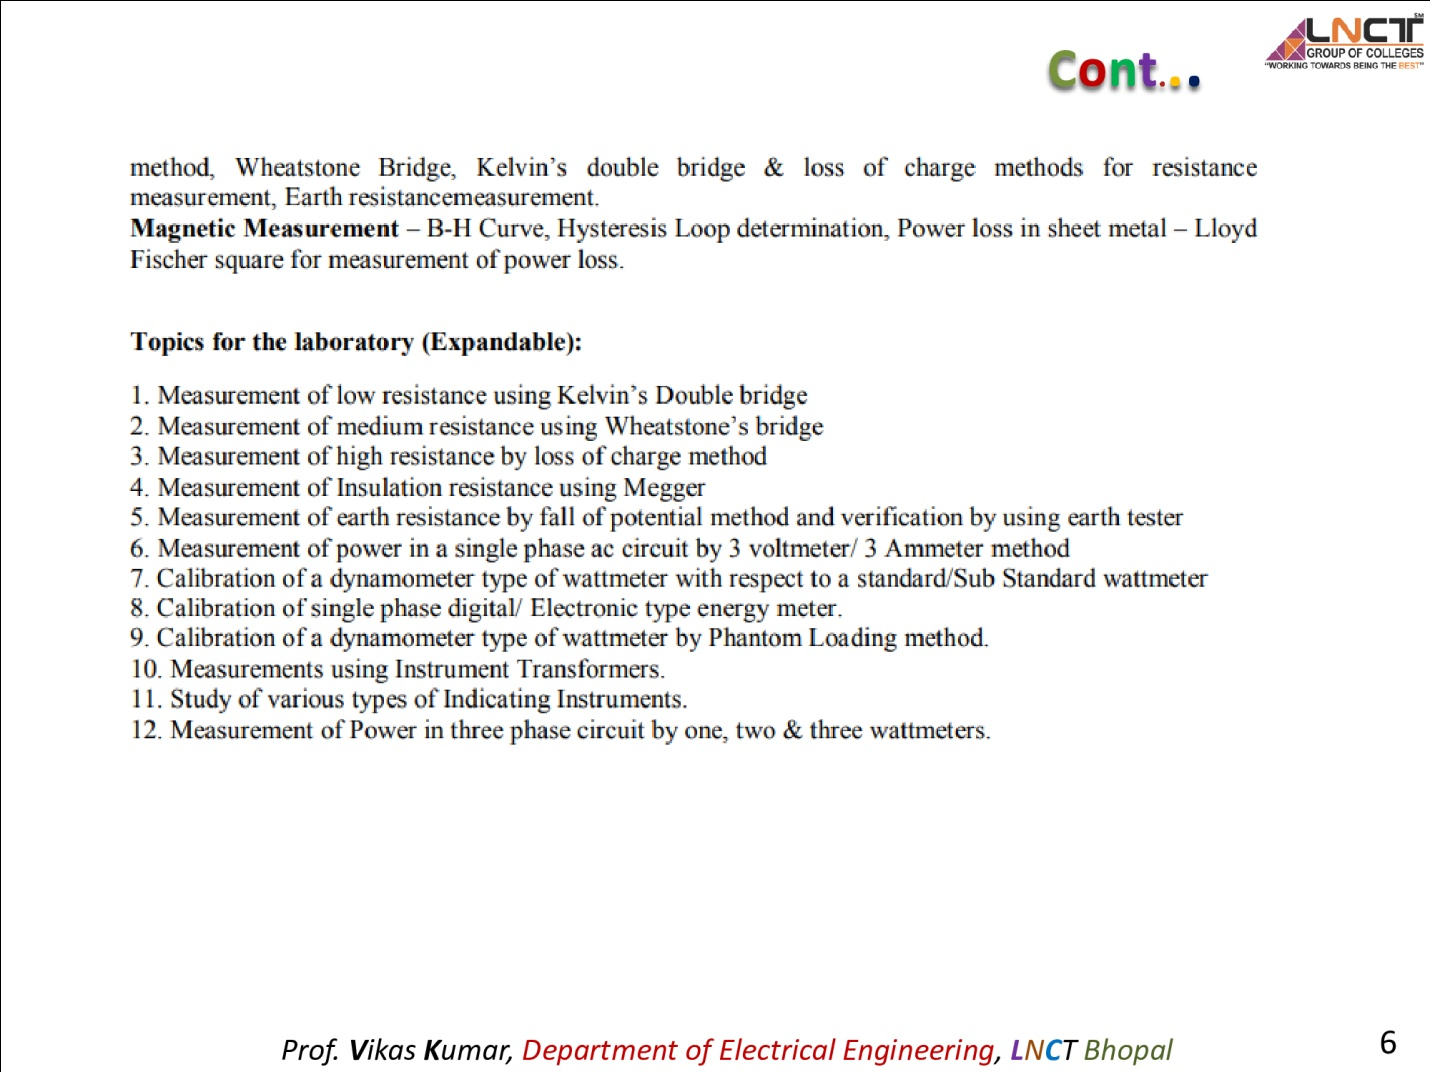 LNCT SM
GROUP OF COLLEGES
"WORKING TOWARDS BEING THE BEST"
Cont...
method, Wheatstone Bridge, Kelvin’s double bridge & loss of charge methods for resistance
measurement, Earth resistancemeasurement.
Magnetic Measurement – B-H Curve, Hysteresis Loop determination, Power loss in sheet metal – Lloyd
Fischer square for measurement of power loss.
Topics for the laboratory (Expandable):
1. Measurement of low resistance using Kelvin’s Double bridge
2. Measurement of medium resistance using Wheatstone’s bridge
3. Measurement of high resistance by loss of charge method
4. Measurement of Insulation resistance using Megger
5. Measurement of earth resistance by fall of potential method and verification by using earth tester
6. Measurement of power in a single phase ac circuit by 3 voltmeter/ 3 Ammeter method
7. Calibration of a dynamometer type of wattmeter with respect to a standard/Sub Standard wattmeter
8. Calibration of single phase digital/ Electronic type energy meter.
9. Calibration of a dynamometer type of wattmeter by Phantom Loading method.
10. Measurements using Instrument Transformers.
11. Study of various types of Indicating Instruments.
12. Measurement of Power in three phase circuit by one, two & three wattmeters.
Prof. Vikas Kumar, Department of Electrical Engineering, LNCT Bhopal
6